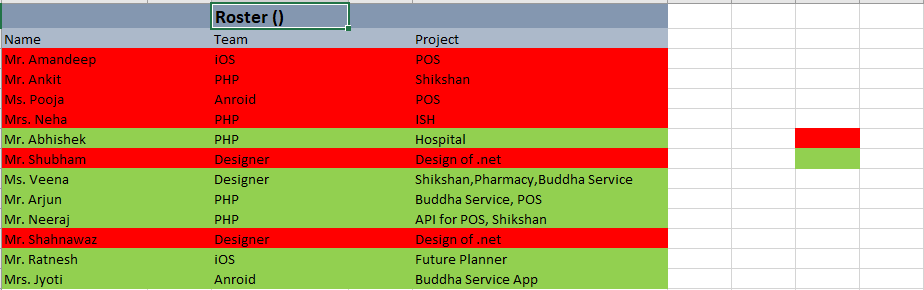 Roster ()
Name Team Project
Mr. Amandeep iOS POS
Mr. Ankit PHP Shikshan
Ms. Pooja Anroid POS
Mrs. Neha PHP ISH
Mr. Abhishek PHP Hospital
Mr. Shubham Designer Design of .net
Ms. Veena Designer Shikshan,Pharmacy,Buddha Service
Mr. Arjun PHP Buddha Service, POS
Mr. Neeraj PHP API for POS, Shikshan
Mr. Shahnawaz Designer Design of .net
Mr. Ratnesh iOS Future Planner
Mrs. Jyoti Anroid Buddha Service App